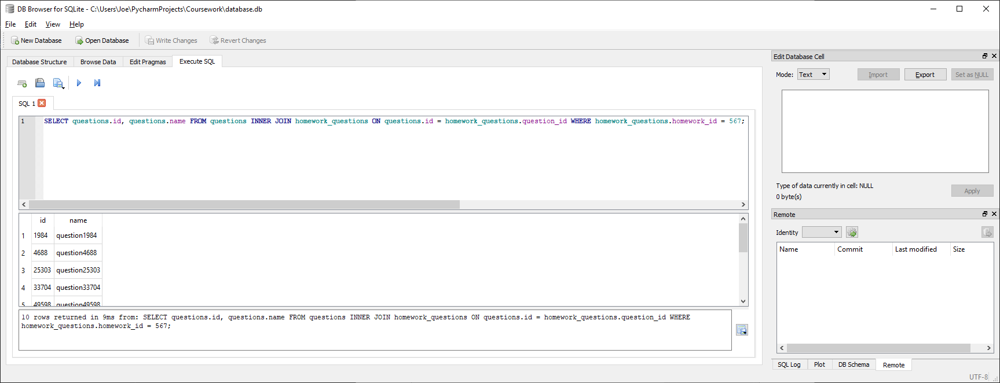 DB Browser for SQLite - C:\Users\Joe\PycharmProjects\Coursework\database.db
File Edit View Help
New Database Open Database Write Changes Revert Changes
Database Structure Browse Data Edit Pragmas Execute SQL
SQL 1
1 SELECT questions.id, questions.name FROM questions INNER JOIN homework_questions ON questions.id = homework_questions.question_id WHERE homework_questions.homework_id = 567;
id name
1 1984 question1984
2 4688 question4688
3 25303 question25303
4 33704 question33704
5 49598 question49598
10 rows returned in 9ms from: SELECT questions.id, questions.name FROM questions INNER JOIN homework_questions ON questions.id = homework_questions.question_id WHERE
homework_questions.homework_id = 567;
Edit Database Cell
Mode: Text Import Export Set as NULL
Type of data currently in cell: NULL
0 byte(s)
Apply
Remote
Identity
Name Commit Last modified Size
SQL Log Plot DB Schema Remote
UTF-8